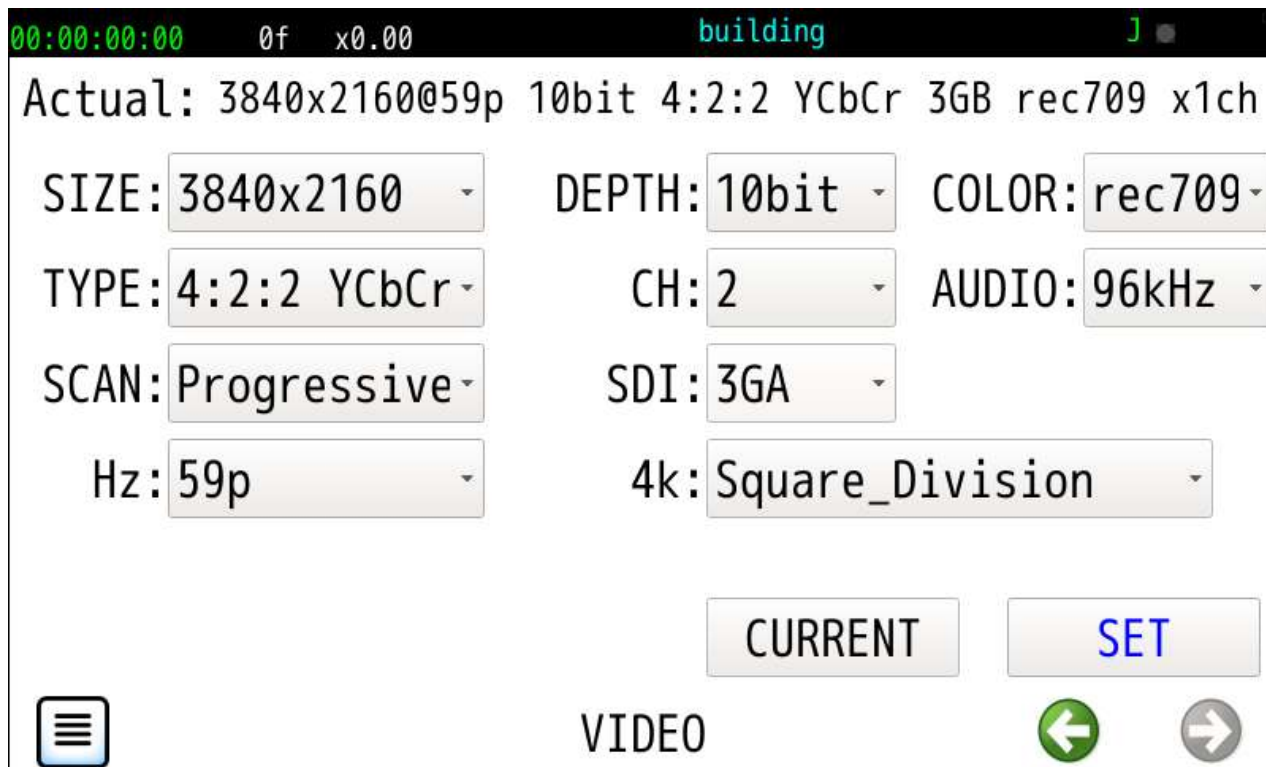 00:00:00:00 0f x0.00 building J
Actual: 3840x2160@59p 10bit 4:2:2 YCbCr 3GB rec709 x1ch
SIZE: 3840x2160 DEPTH: 10bit COLOR: rec709
TYPE: 4:2:2 YCbCr CH: 2 AUDIO: 96kHz
SCAN: Progressive SDI: 3GA
Hz: 59p 4k: Square_Division
CURRENT SET
VIDEO